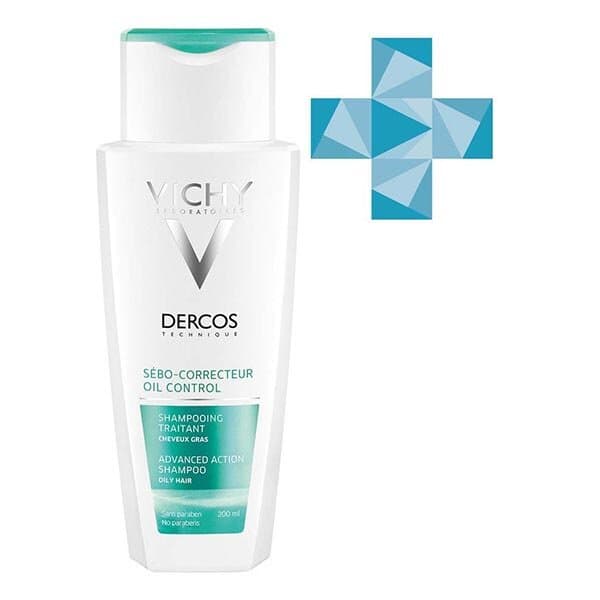 VICHY
LABORATOIRES
DERCOS
TECHNIQUE
SÉBO-CORRECTEUR
OIL CONTROL
SHAMPOOING
TRAITANT
CHEVEUX GRAS
ADVANCED ACTION
SHAMPOO
OILY HAIR
Sans paraben
No parabens
200 ml